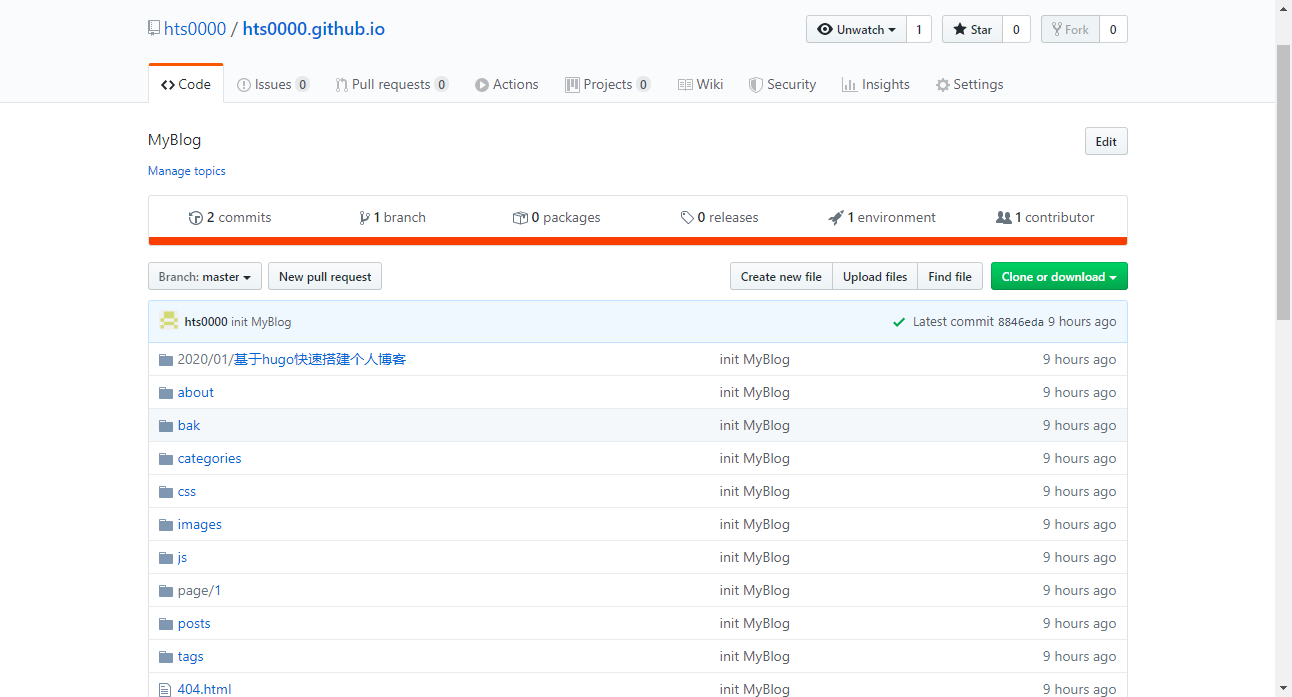 hts0000 / hts0000.github.io
Unwatch 1 Star 0 Fork 0
Code Issues 0 Pull requests 0 Actions Projects 0 Wiki Security Insights Settings
MyBlog Edit
Manage topics
2 commits 1 branch 0 packages 0 releases 1 environment 1 contributor
Branch: master New pull request Create new file Upload files Find file Clone or download
hts0000 init MyBlog Latest commit 8846eda 9 hours ago
2020/01/基于hugo快速搭建个人博客 init MyBlog 9 hours ago
about init MyBlog 9 hours ago
bak init MyBlog 9 hours ago
categories init MyBlog 9 hours ago
css init MyBlog 9 hours ago
images init MyBlog 9 hours ago
js init MyBlog 9 hours ago
page/1 init MyBlog 9 hours ago
posts init MyBlog 9 hours ago
tags init MyBlog 9 hours ago
404.html init MyBlog 9 hours ago